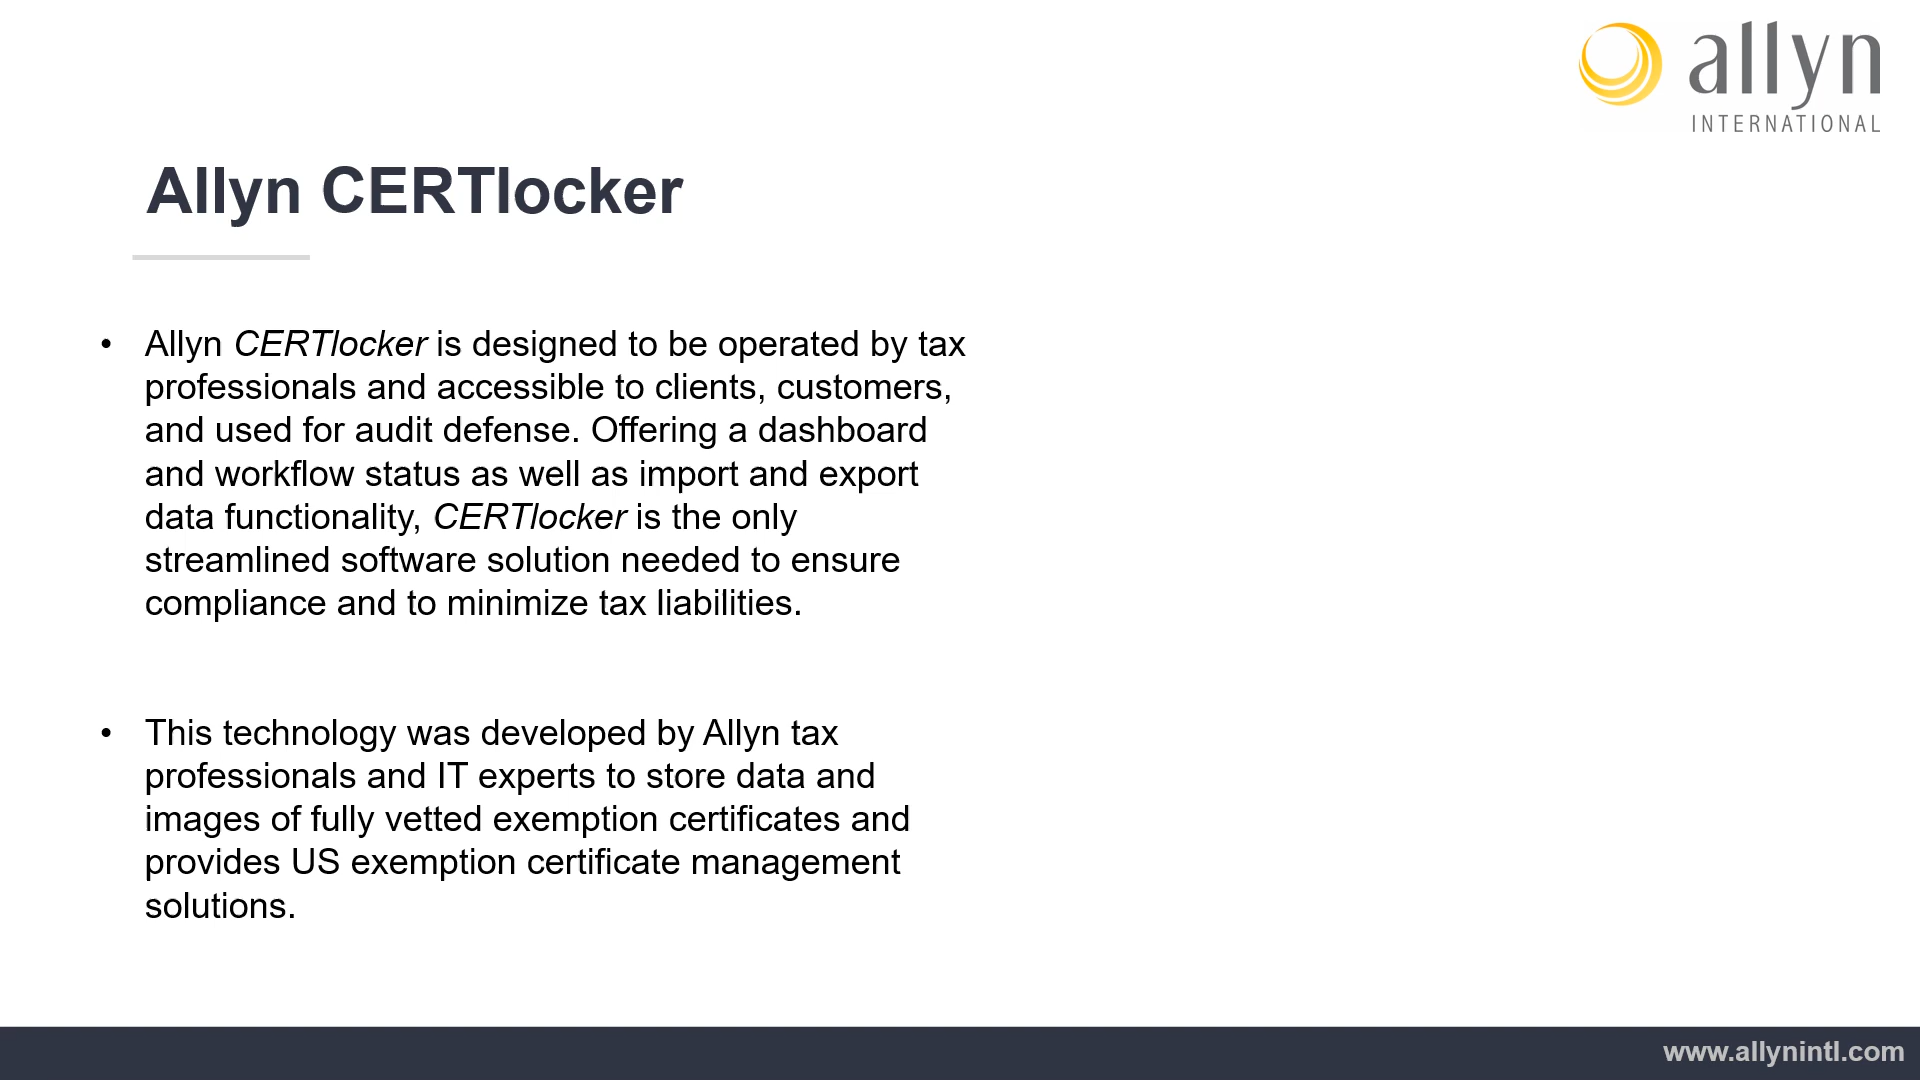 allyn
INTERNATIONAL
Allyn CERTlocker
• Allyn CERTlocker is designed to be operated by tax
professionals and accessible to clients, customers,
and used for audit defense. Offering a dashboard
and workflow status as well as import and export
data functionality, CERTlocker is the only
streamlined software solution needed to ensure
compliance and to minimize tax liabilities.
• This technology was developed by Allyn tax
professionals and IT experts to store data and
images of fully vetted exemption certificates and
provides US exemption certificate management
solutions.
www.allynintl.com